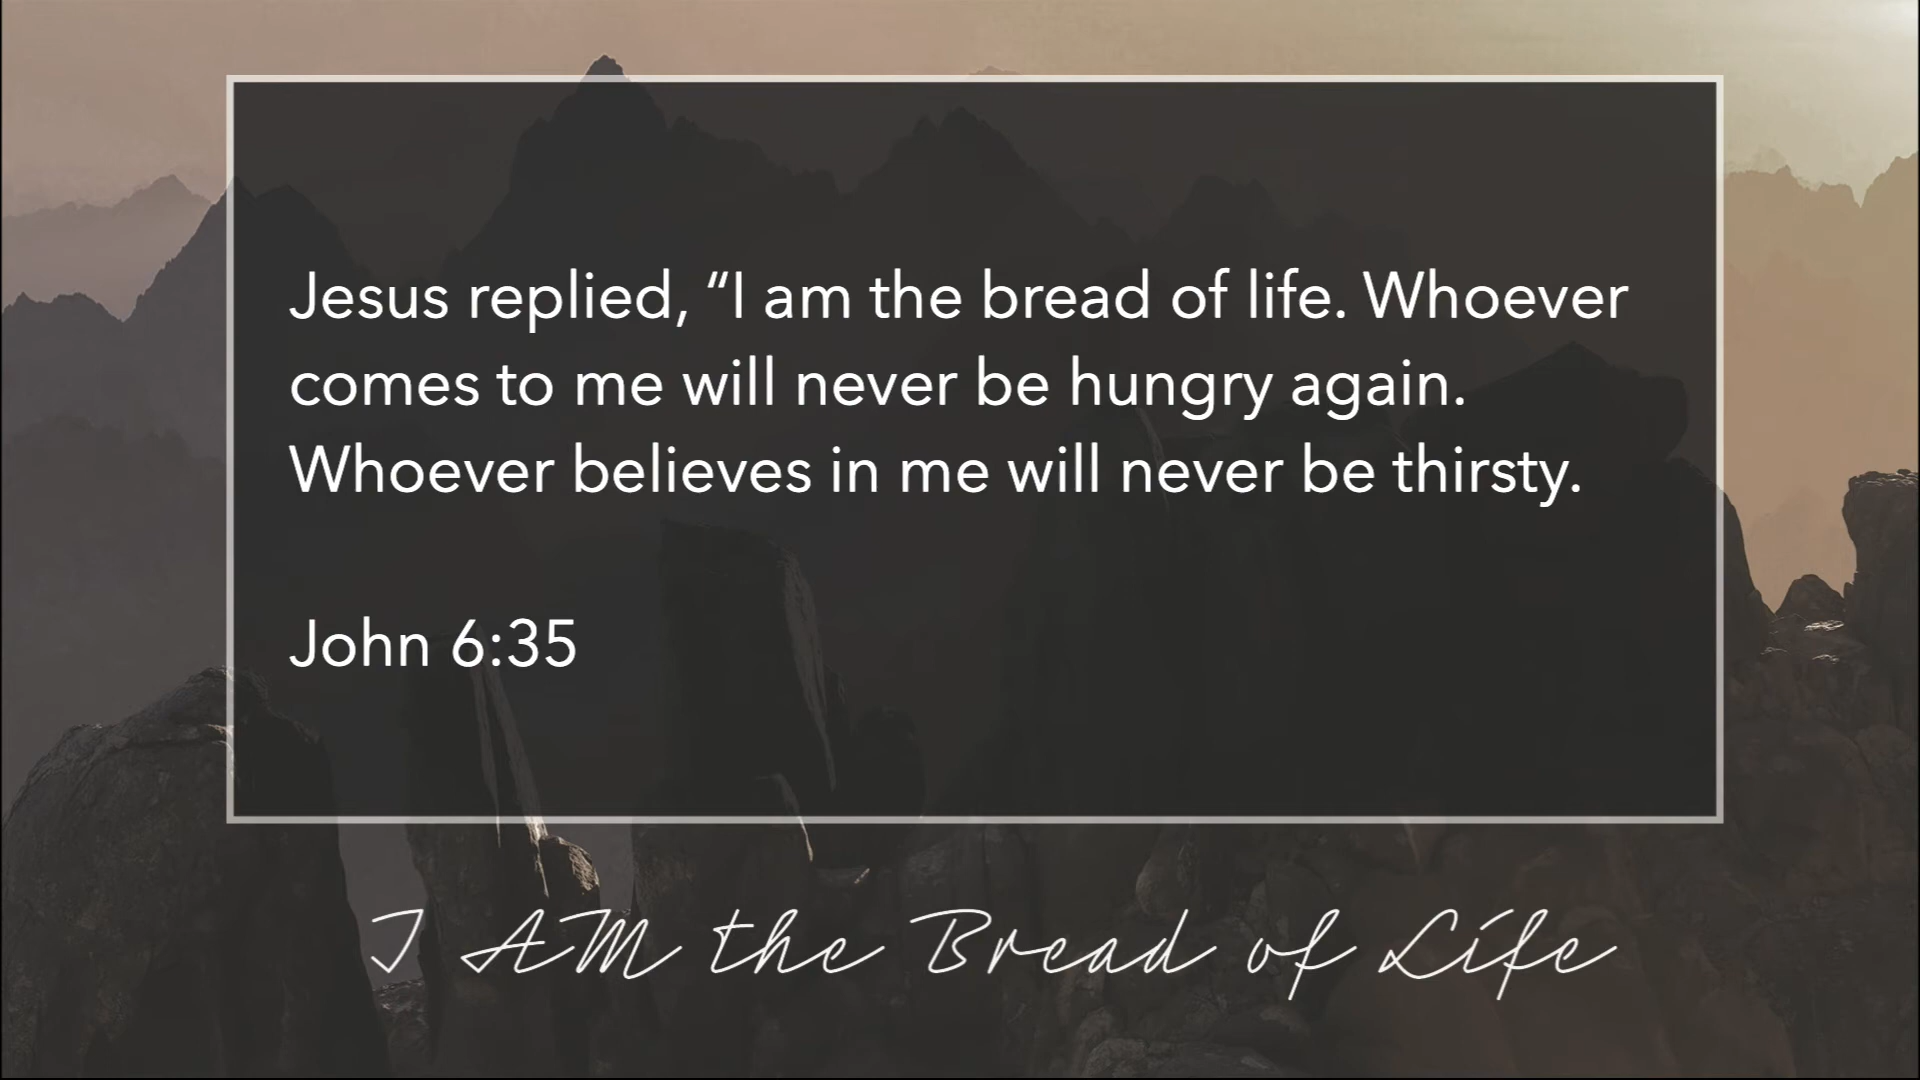 Jesus replied, “I am the bread of life. Whoever
comes to me will never be hungry again.
Whoever believes in me will never be thirsty.
John 6:35
I AM the Bread of Life